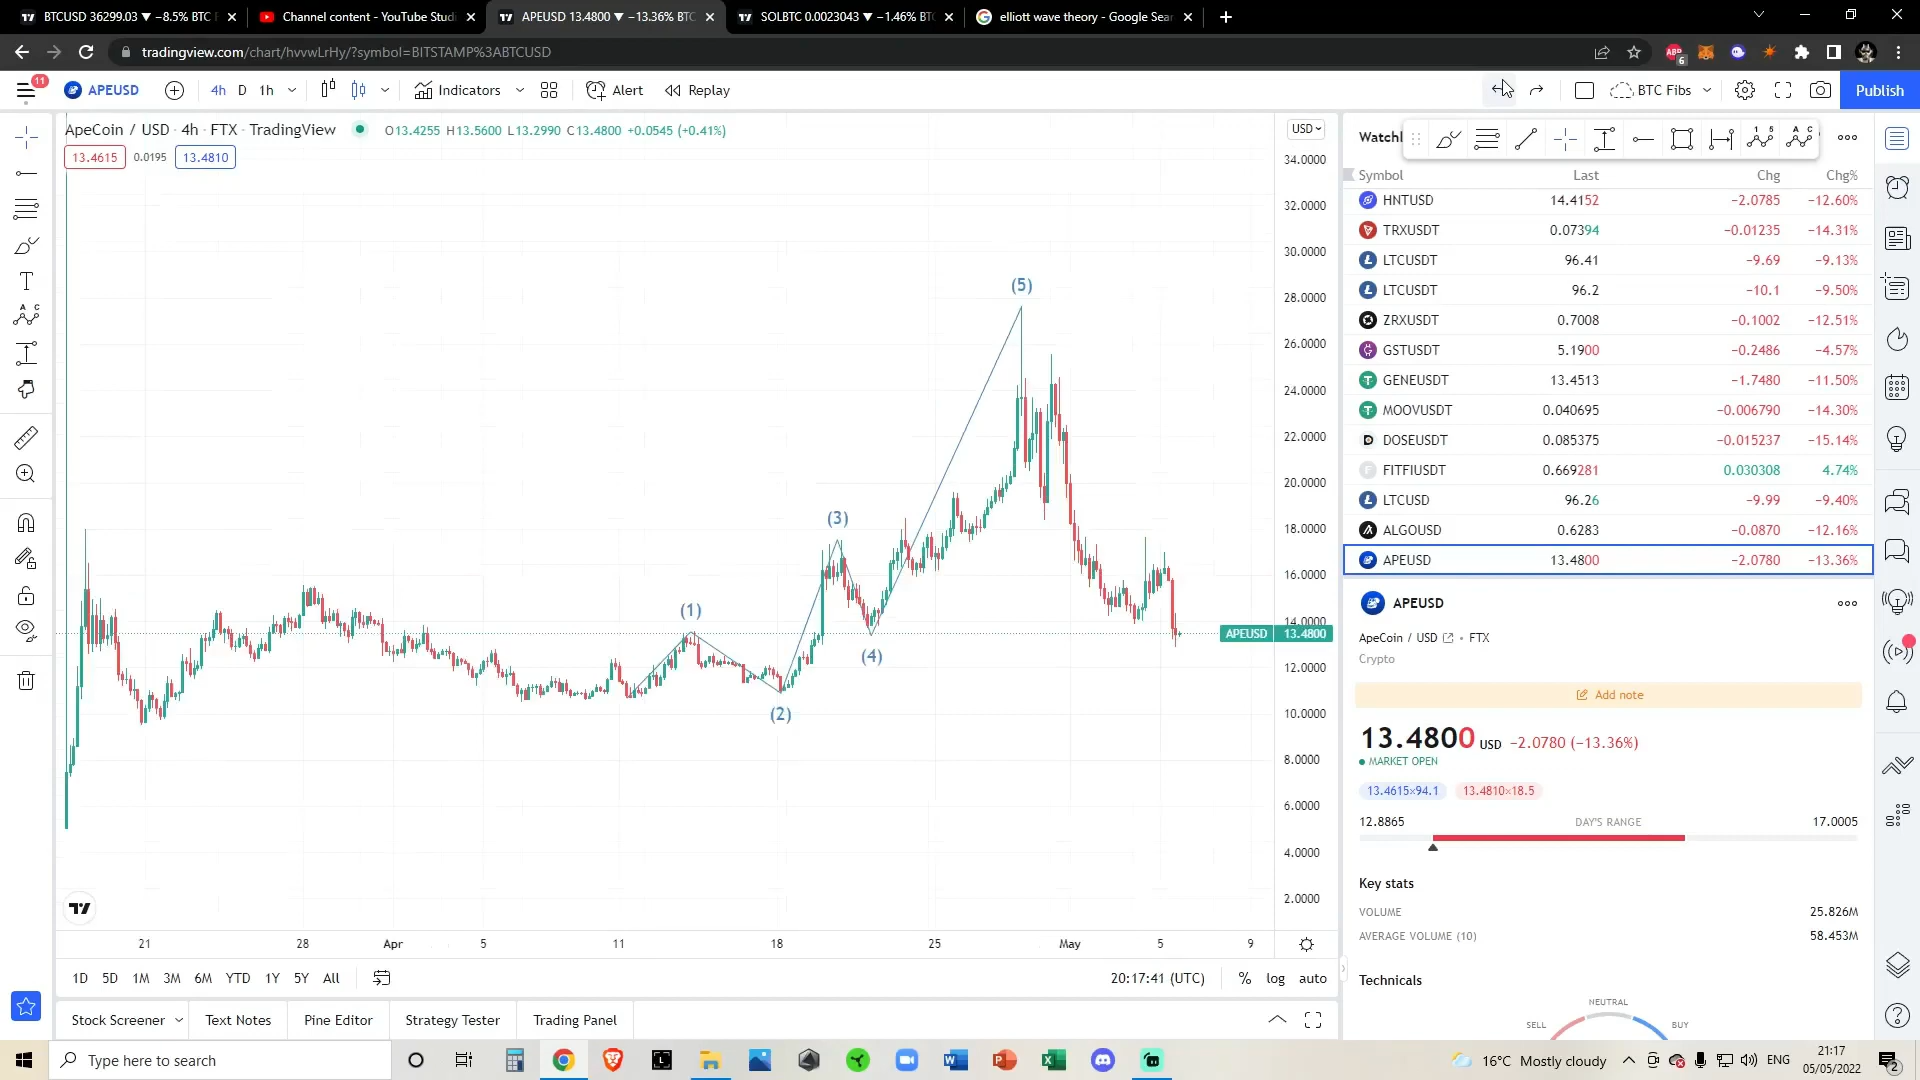 BTCUSD 36299.03 ▼ −8.5% BTC F
Channel content - YouTube Studi
APEUSD 13.4800 ▼ −13.36% BTC
SOLBTC 0.0023043 ▼ −1.46% BTC
elliott wave theory - Google Sear
tradingview.com/chart/hvvwLrHy/?symbol=BITSTAMP%3ABTCUSD
11
APEUSD
4h
D
1h
Indicators
Alert
Replay
BTC Fibs
Publish
ApeCoin / USD · 4h · FTX · TradingView
O13.4255 H13.5600 L13.2990 C13.4800 +0.0545 (+0.41%)
13.4615
0.0195
13.4810
USD
34.0000
32.0000
30.0000
28.0000
26.0000
24.0000
22.0000
20.0000
18.0000
16.0000
14.0000
12.0000
10.0000
8.0000
6.0000
4.0000
2.0000
APEUSD 13.4800
(1)
(2)
(3)
(4)
(5)
21
28
Apr
5
11
18
25
May
5
9
1D
5D
1M
3M
6M
YTD
1Y
5Y
All
20:17:41 (UTC)
%
log
auto
Stock Screener
Text Notes
Pine Editor
Strategy Tester
Trading Panel
Watchl
Symbol Last Chg Chg%
HNTUSD 14.4152 −2.0785 −12.60%
TRXUSDT 0.07394 −0.01235 −14.31%
LTCUSDT 96.41 −9.69 −9.13%
LTCUSDT 96.2 −10.1 −9.50%
ZRXUSDT 0.7008 −0.1002 −12.51%
GSTUSDT 5.1900 −0.2486 −4.57%
GENEUSDT 13.4513 −1.7480 −11.50%
MOOVUSDT 0.040695 −0.006790 −14.30%
DOSEUSDT 0.085375 −0.015237 −15.14%
FITFIUSDT 0.669281 0.030308 4.74%
LTCUSD 96.26 −9.99 −9.40%
ALGOUSD 0.6283 −0.0870 −12.16%
APEUSD 13.4800 −2.0780 −13.36%
APEUSD
ApeCoin / USD • FTX
Crypto
Add note
13.4800 USD −2.0780 (−13.36%)
MARKET OPEN
13.4615×94.1
13.4810×18.5
12.8865 DAY'S RANGE 17.0005
Key stats
VOLUME 25.826M
AVERAGE VOLUME (10) 58.453M
Technicals
NEUTRAL
SELL
BUY
Type here to search
16°C Mostly cloudy
ENG
21:17
05/05/2022
2